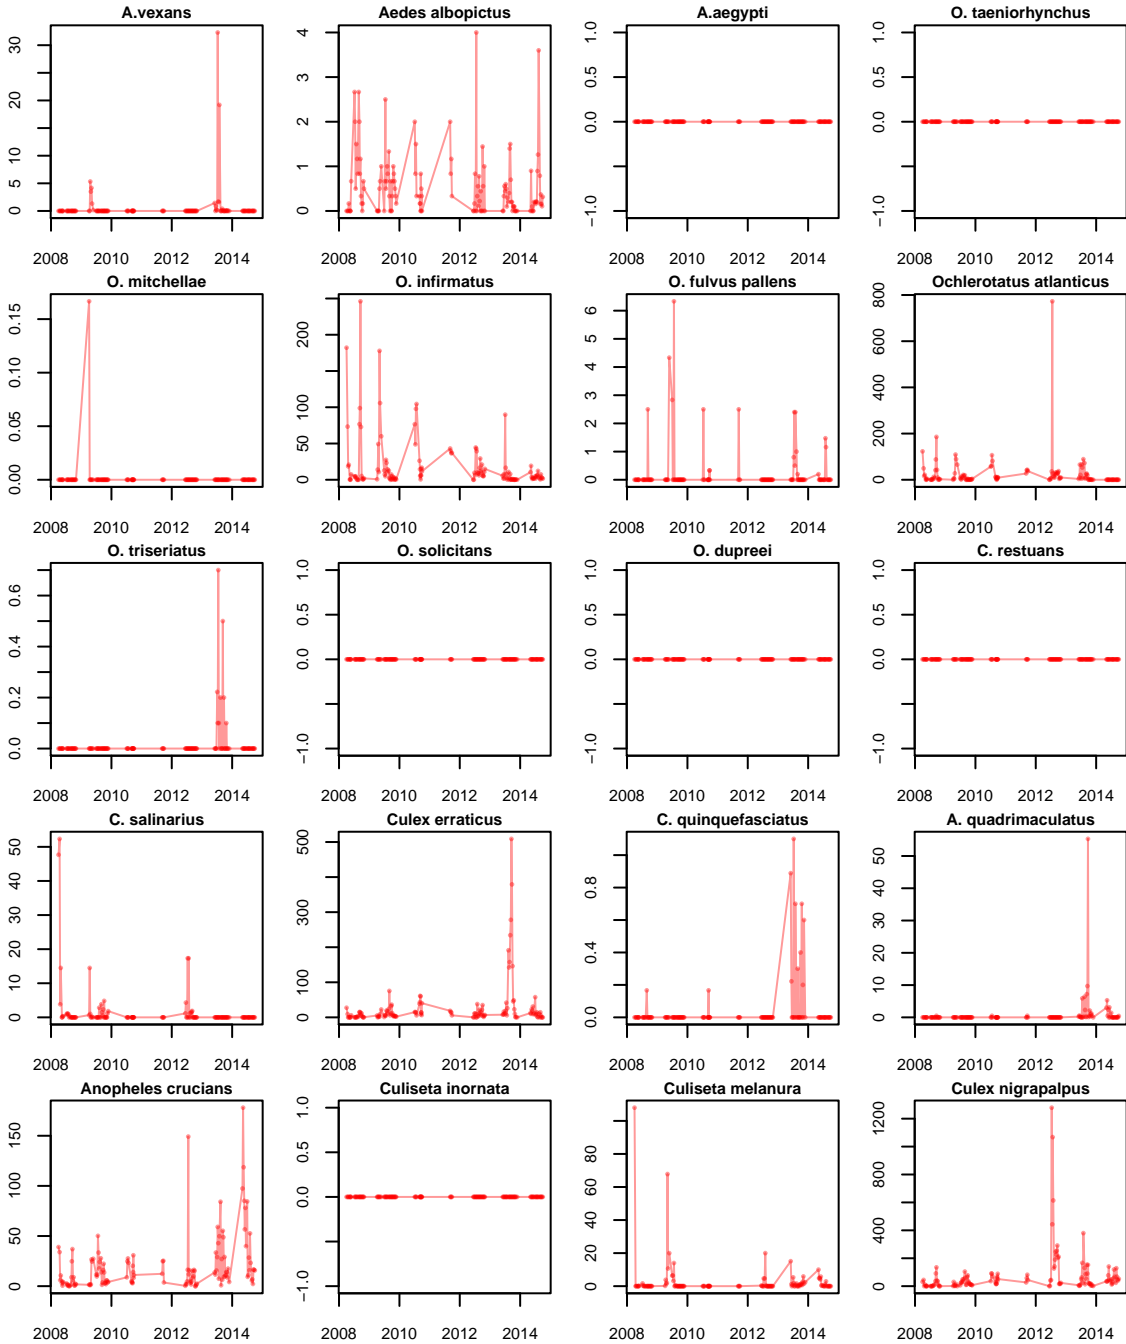 A.vexans
Aedes albopictus
A.aegypti
O. taeniorhynchus
0 5 15 20 25 30
0 1 2 3 4
−1.0 0.0 0.5 1.0
−1.0 0.0 0.5 1.0
2008 2010 2012 2014
2008 2010 2012 2014
2008 2010 2012 2014
2008 2010 2012 2014
O. mitchellae
O. infirmatus
O. fulvus pallens
Ochlerotatus atlanticus
0.00 0.05 0.10 0.15
0 50 100 200
0 1 2 3 4 5 6
0 200 400 600 800
2008 2010 2012 2014
2008 2010 2012 2014
2008 2010 2012 2014
2008 2010 2012 2014
O. triseriatus
O. solicitans
O. dupreei
C. restuans
0.0 0.2 0.4 0.6
−1.0 0.0 0.5 1.0
−1.0 0.0 0.5 1.0
−1.0 0.0 0.5 1.0
2008 2010 2012 2014
2008 2010 2012 2014
2008 2010 2012 2014
2008 2010 2012 2014
C. salinarius
Culex erraticus
C. quinquefasciatus
A. quadrimaculatus
0 10 20 30 40 50
0 100 300 500
0.0 0.4 0.8
0 10 20 30 40 50
2008 2010 2012 2014
2008 2010 2012 2014
2008 2010 2012 2014
2008 2010 2012 2014
Anopheles crucians
Culiseta inornata
Culiseta melanura
Culex nigrapalpus
0 50 100 150
−1.0 0.0 0.5 1.0
0 20 40 60 80
0 400 800 1200
2008 2010 2012 2014
2008 2010 2012 2014
2008 2010 2012 2014
2008 2010 2012 2014